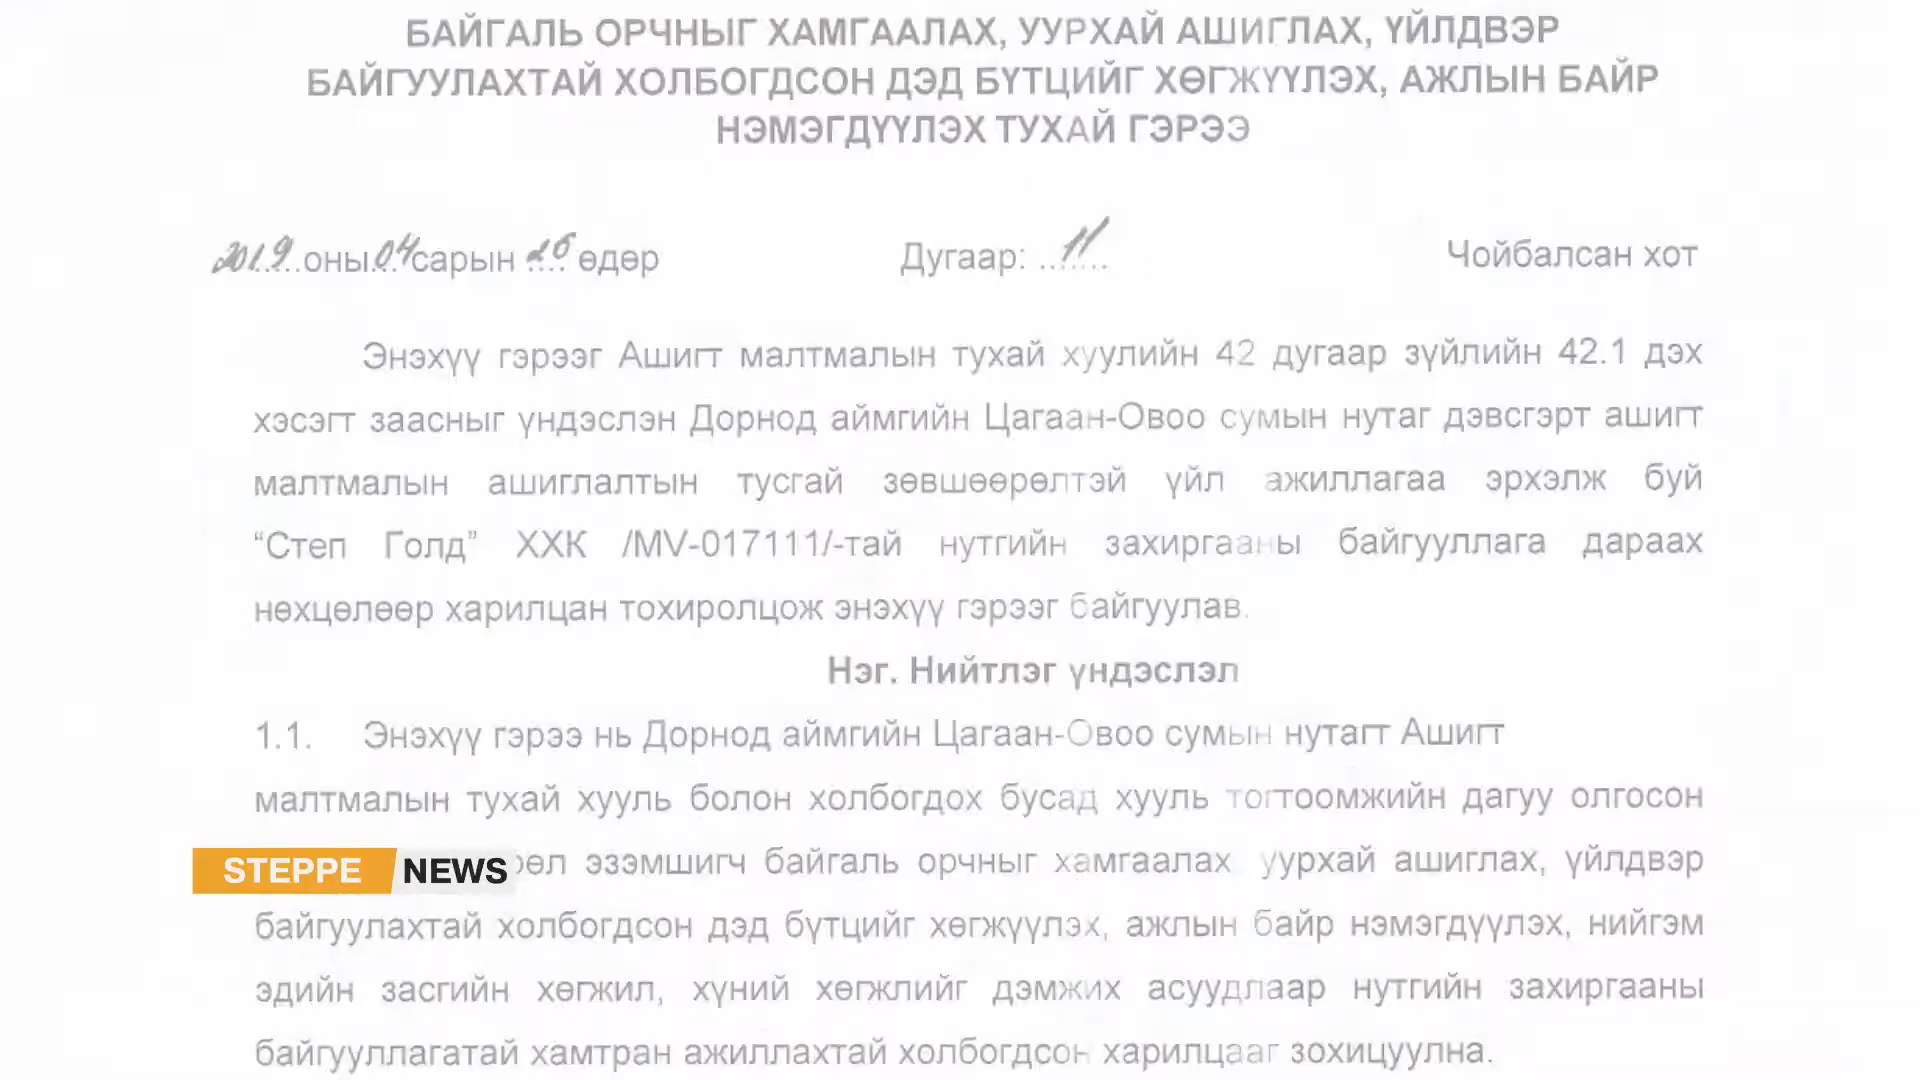 БАЙГАЛЬ ОРЧНЫГ ХАМГААЛАХ, УУРХАЙ АШИГЛАХ, ҮЙЛДВЭР
БАЙГУУЛАХТАЙ ХОЛБОГДСОН ДЭД БҮТЦИЙГ ХӨГЖҮҮЛЭХ, АЖЛЫН БАЙР
НЭМЭГДҮҮЛЭХ ТУХАЙ ГЭРЭЭ
2019 оны 04 сарын 26 өдөр Дугаар: 11 Чойбалсан хот
Энэхүү гэрээг Ашигт малтмалын тухай хуулийн 42 дугаар зүйлийн 42.1 дэх
хэсэгт заасныг үндэслэн Дорнод аймгийн Цагаан-Овоо сумын нутаг дэвсгэрт ашигт
малтмалын ашиглалтын тусгай зөвшөөрөлтэй үйл ажиллагаа эрхэлж буй
“Степ Голд” ХХК /MV-017111/-тай нутгийн захиргааны байгууллага дараах
нөхцөлөөр харилцан тохиролцож энэхүү гэрээг байгуулав.
Нэг. Нийтлэг үндэслэл
1.1. Энэхүү гэрээ нь Дорнод аймгийн Цагаан-Овоо сумын нутагт Ашигт
малтмалын тухай хууль болон холбогдох бусад хууль тогтоомжийн дагуу олгосон
STEPPE NEWS эзэмшигч байгаль орчныг хамгаалах, уурхай ашиглах, үйлдвэр
байгуулахтай холбогдсон дэд бүтцийг хөгжүүлэх, ажлын байр нэмэгдүүлэх, нийгэм
эдийн засгийн хөгжил, хүний хөгжлийг дэмжих асуудлаар нутгийн захиргааны
байгууллагатай хамтран ажиллахтай холбогдсон харилцааг зохицуулна.